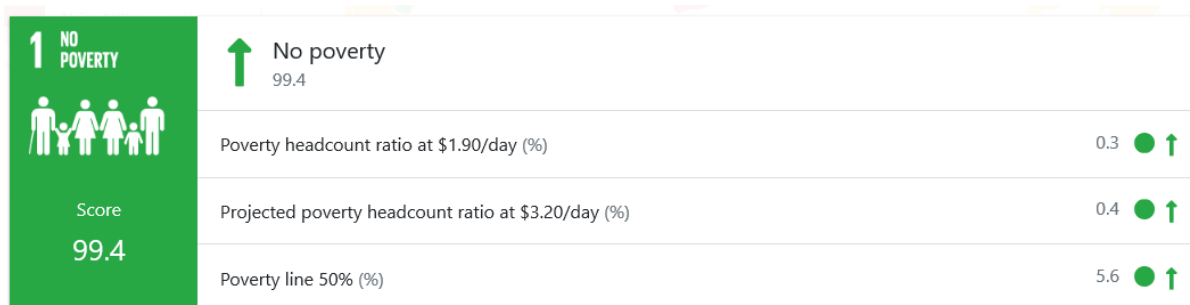 1 NO
POVERTY
Score
99.4
No poverty
99.4
Poverty headcount ratio at $1.90/day (%) 0.3
Projected poverty headcount ratio at $3.20/day (%) 0.4
Poverty line 50% (%) 5.6